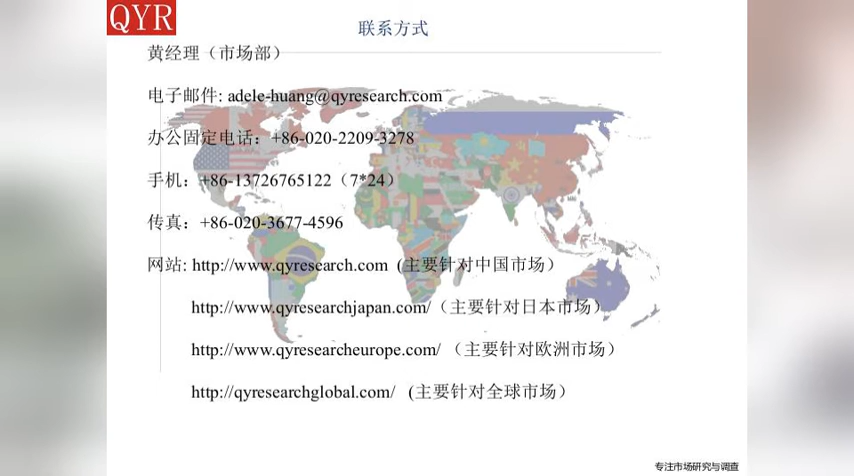 QYR
联系方式
黄经理（市场部）
电子邮件: adele-huang@qyresearch.com
办公固定电话：+86-020-2209-3278
手机：+86-13726765122（7*24）
传真：+86-020-3677-4596
网站: http://www.qyresearch.com  (主要针对中国市场）
http://www.qyresearchjapan.com/（主要针对日本市场）
http://www.qyresearcheurope.com/ （主要针对欧洲市场）
http://qyresearchglobal.com/   (主要针对全球市场）
专注市场研究与调查